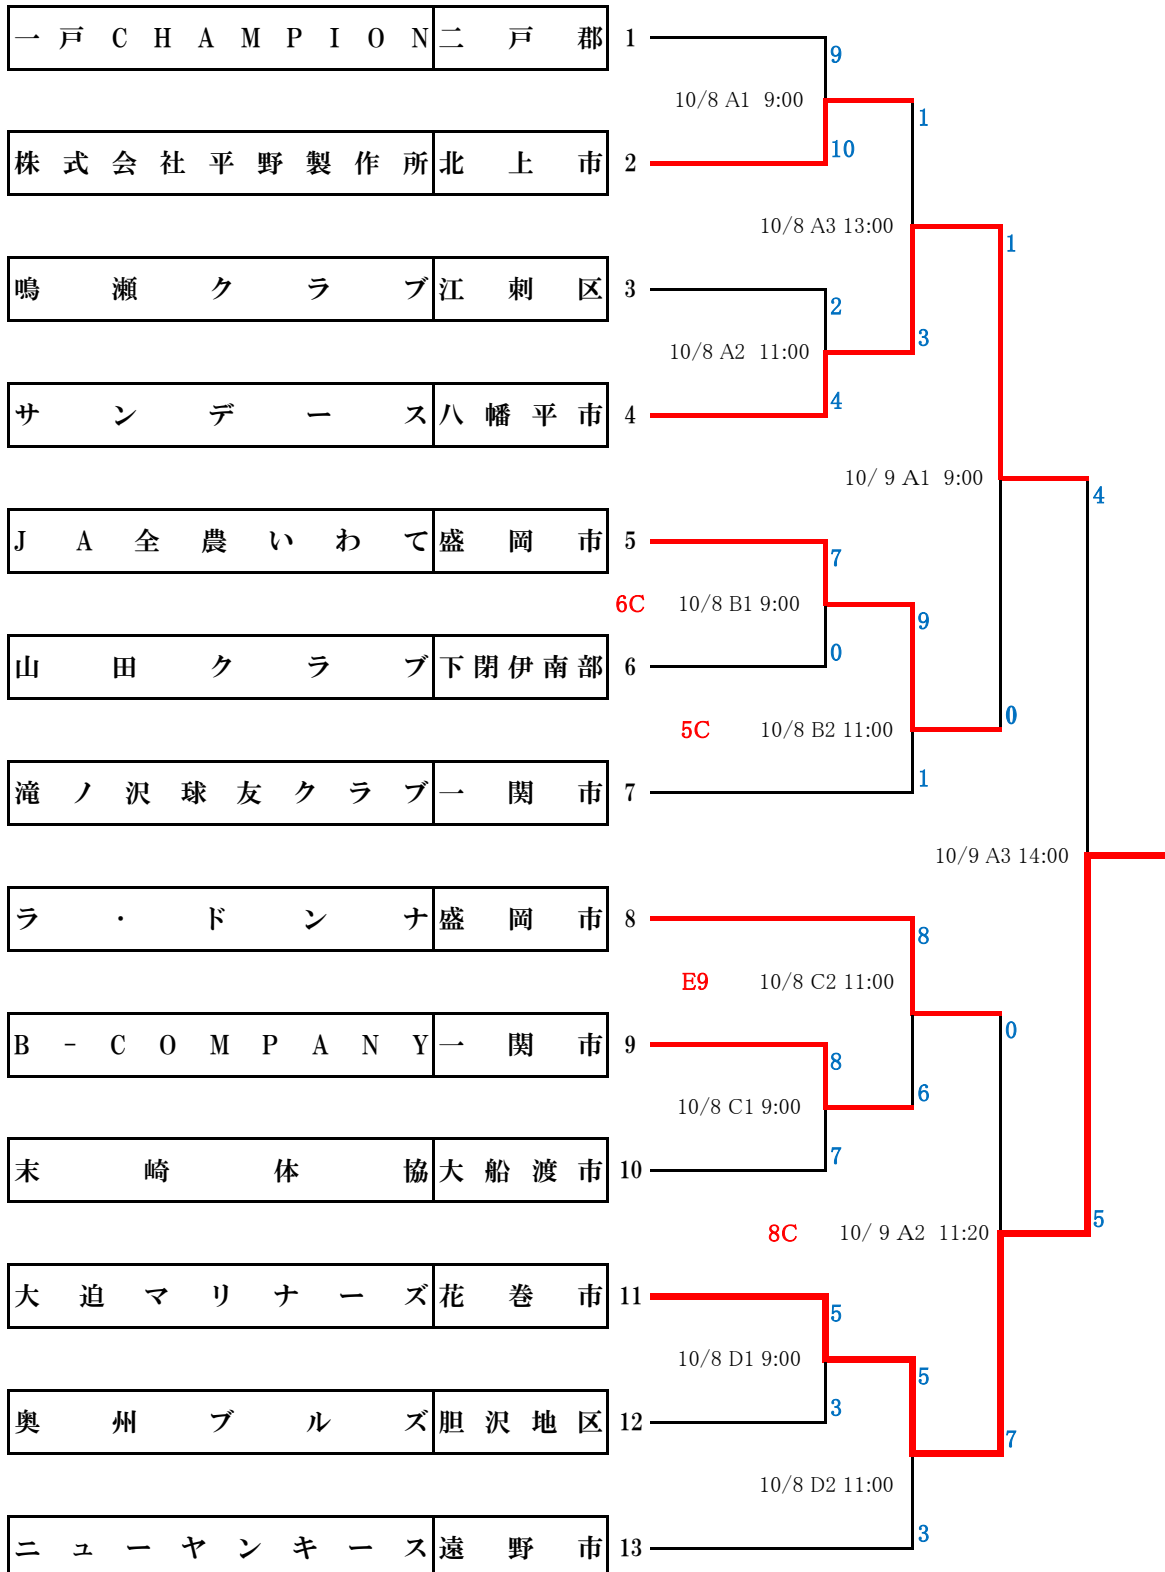 一戸CHAMPION 二戸郡 1
9
10/8 A1 9:00
1
10
株式会社平野製作所 北上市 2
10/8 A3 13:00
1
鳴瀬クラブ 江刺区 3
2
3
10/8 A2 11:00
4
サンデース 八幡平市 4
10/ 9 A1 9:00
4
JA全農いわて 盛岡市 5
7
6C 10/8 B1 9:00
9
0
山田クラブ 下閉伊南部 6
0
5C 10/8 B2 11:00
1
滝ノ沢球友クラブ 一関市 7
10/9 A3 14:00
ラ・ドンナ 盛岡市 8
8
E9 10/8 C2 11:00
0
B-COMPANY 一関市 9
8
6
10/8 C1 9:00
7
末崎体協 大船渡市 10
5
8C 10/ 9 A2 11:20
大迫マリナーズ 花巻市 11
5
10/8 D1 9:00
5
3
奥州ブルズ 胆沢地区 12
7
10/8 D2 11:00
3
ニューヤンキース 遠野市 13